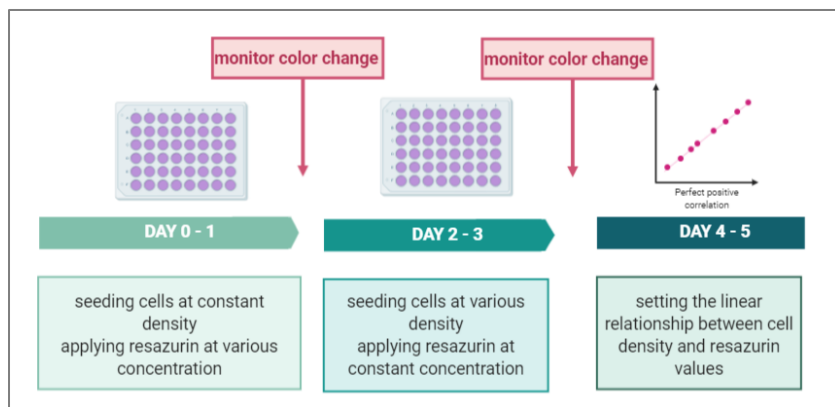 monitor color change
monitor color change
Perfect positive
correlation
DAY 0 - 1
DAY 2 - 3
DAY 4 - 5
seeding cells at constant
density
applying resazurin at various
concentration
seeding cells at various
density
applying resazurin at
constant concentration
setting the linear
relationship between cell
density and resazurin
values